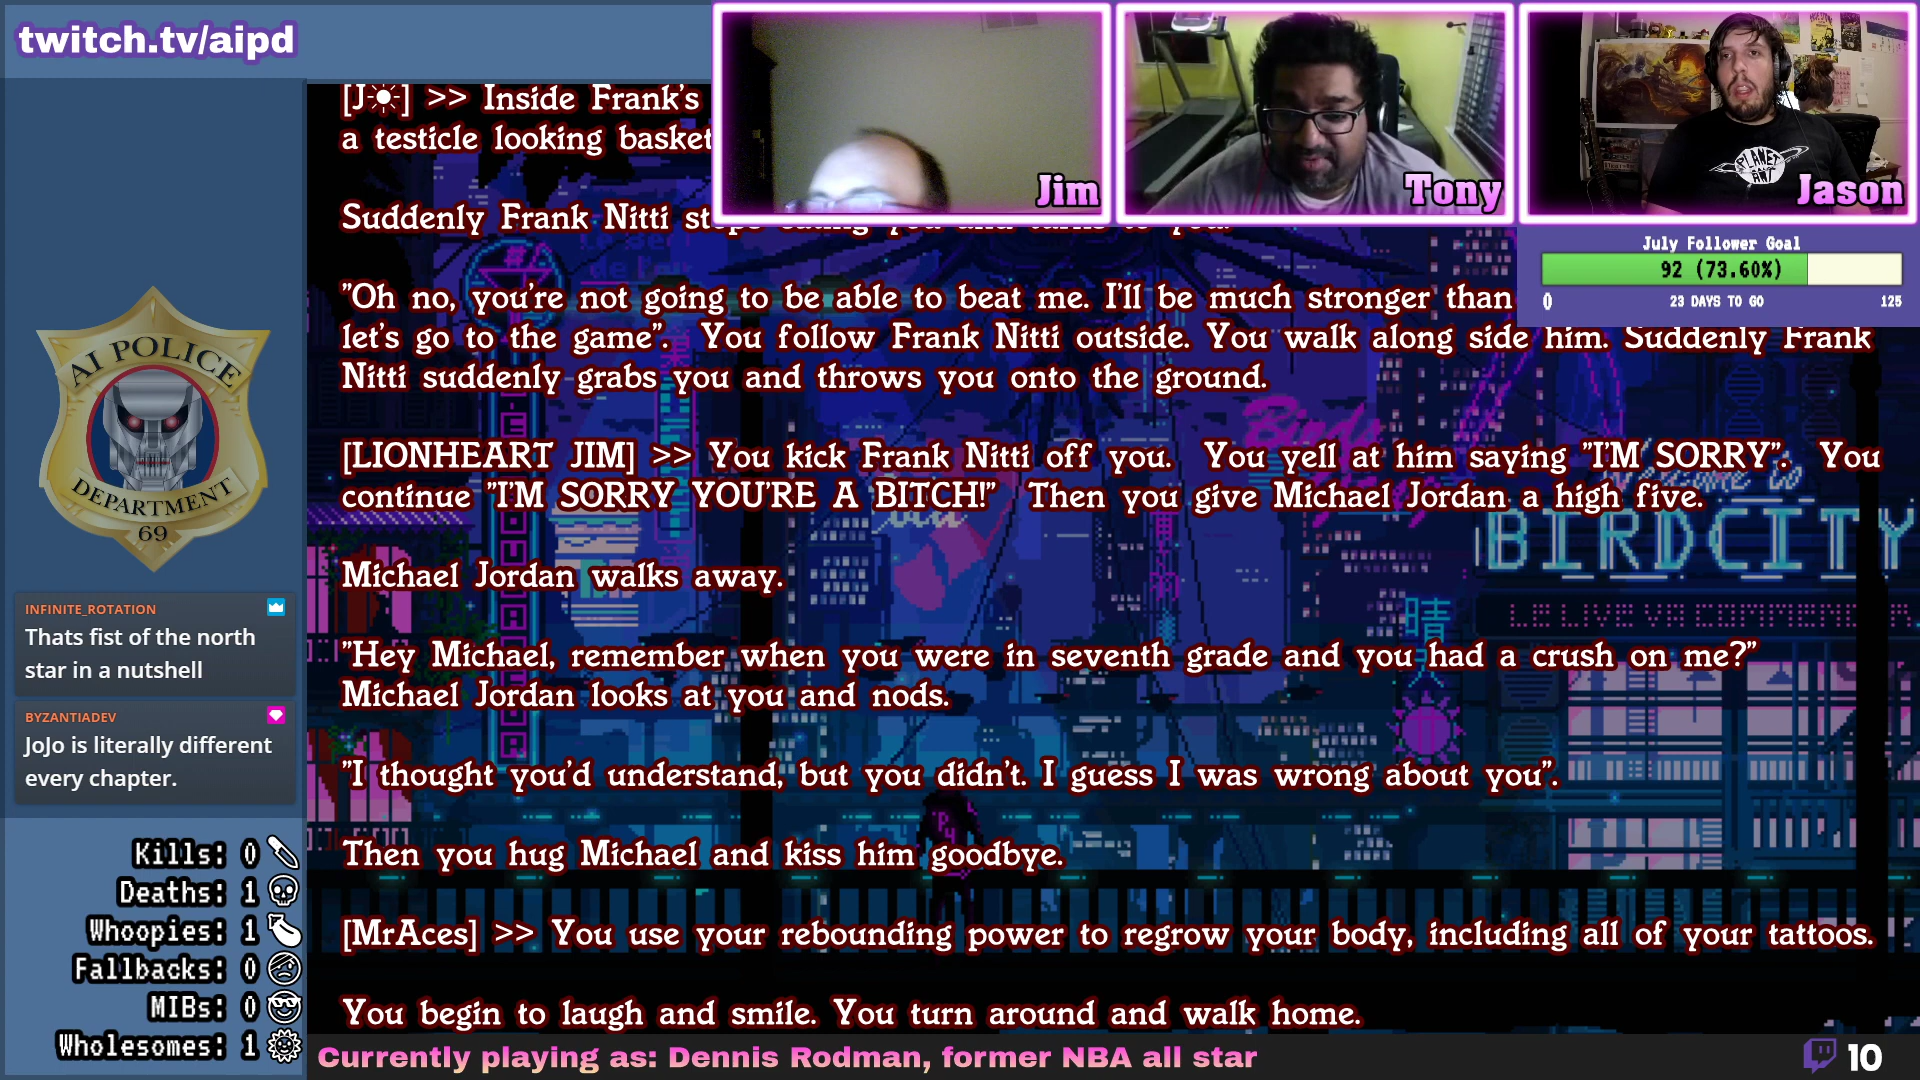 twitch.tv/aipd
[J☀] >> Inside Frank's
a testicle looking basket
Jim
Tony
PLANET
ANT
Jason
Suddenly Frank Nitti stops eating you and turns to you.
July Follower Goal
92 (73.60%)
0 23 DAYS TO GO 125
"Oh no, you're not going to be able to beat me. I'll be much stronger than
let's go to the game".  You follow Frank Nitti outside. You walk along side him. Suddenly Frank
Nitti suddenly grabs you and throws you onto the ground.
AI POLICE
DEPARTMENT
69
[LIONHEART JIM] >> You kick Frank Nitti off you.  You yell at him saying "I'M SORRY".  You
continue "I'M SORRY YOU'RE A BITCH!"  Then you give Michael Jordan a high five.
BIRDCITY
Michael Jordan walks away.
晴
"Hey Michael, remember when you were in seventh grade and you had a crush on me?"
Michael Jordan looks at you and nods.
"I thought you'd understand, but you didn't. I guess I was wrong about you".
Then you hug Michael and kiss him goodbye.
[MrAces] >> You use your rebounding power to regrow your body, including all of your tattoos.
You begin to laugh and smile. You turn around and walk home.
INFINITE_ROTATION
Thats fist of the north
star in a nutshell
BYZANTIADEV
JoJo is literally different
every chapter.
Kills: 0
Deaths: 1
Whoopies: 1
Fallbacks: 0
MIBs: 0
Wholesomes: 1
Currently playing as: Dennis Rodman, former NBA all star
10